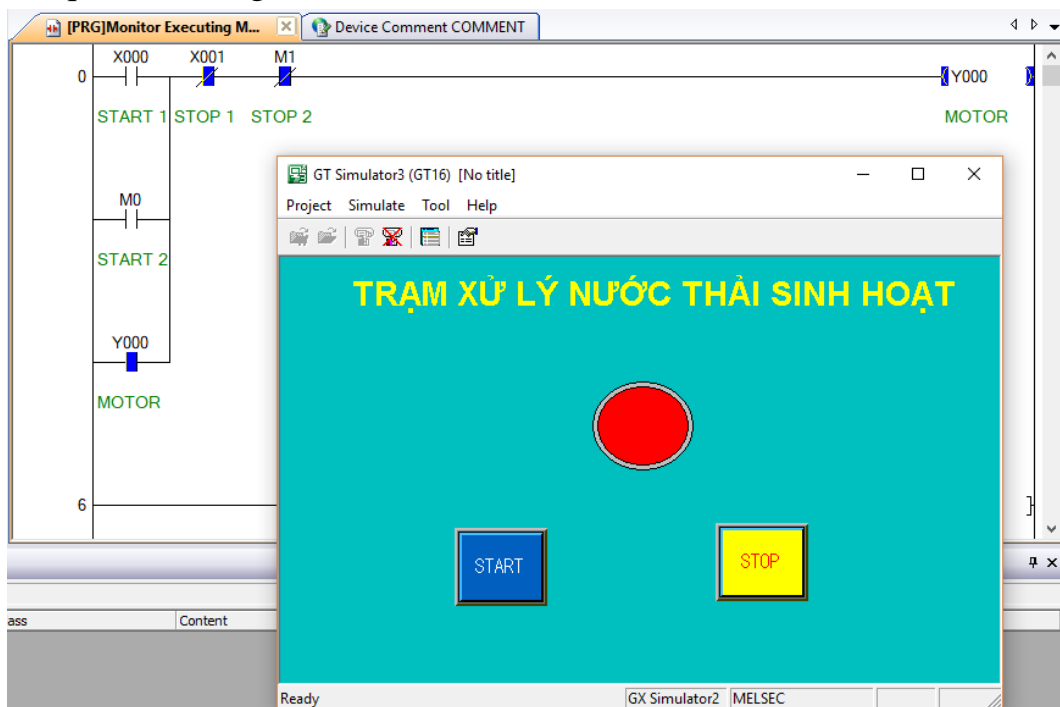 [PRG]Monitor Executing M... Device Comment COMMENT
X000 X001 M1
0 Y000
START 1 STOP 1 STOP 2 MOTOR
M0
START 2
Y000
MOTOR
6
GT Simulator3 (GT16) [No title]
Project Simulate Tool Help
TRẠM XỬ LÝ NƯỚC THẢI SINH HOẠT
START STOP
Ready GX Simulator2 MELSEC
ass Content